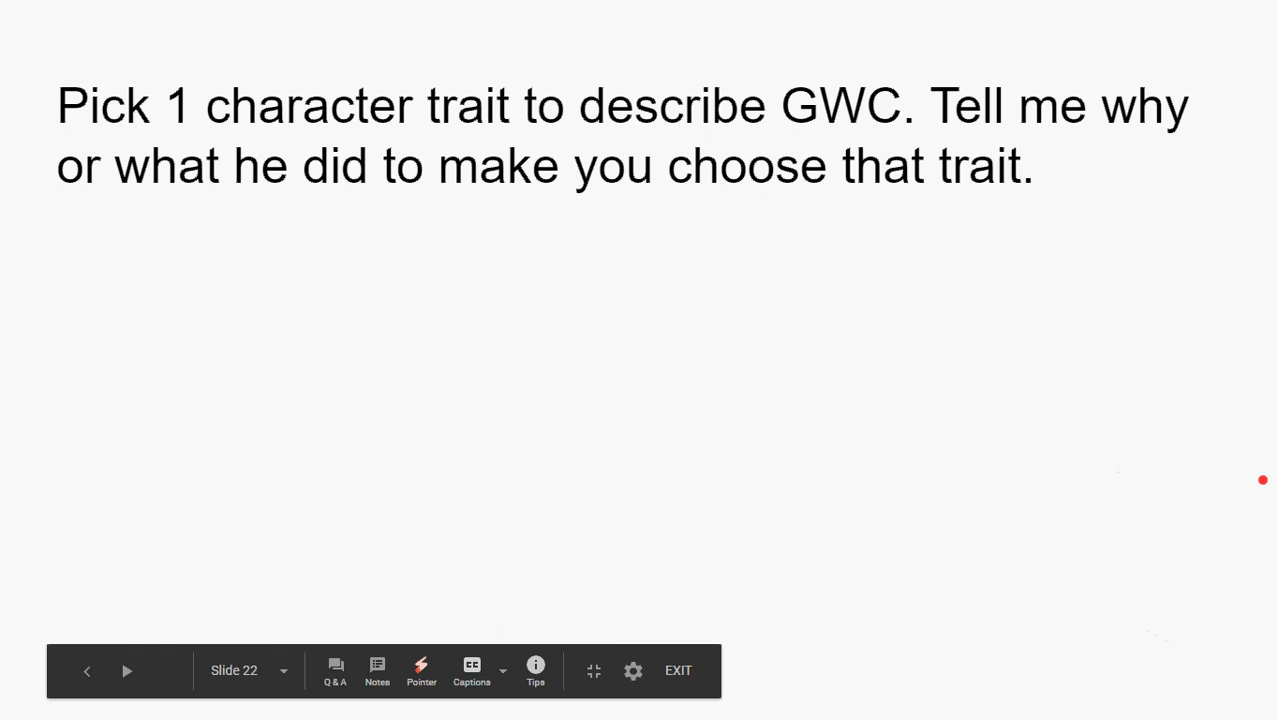 Pick 1 character trait to describe GWC. Tell me why
or what he did to make you choose that trait.
Slide 22
Q & A
Notes
Pointer
CC
Captions
Tips
EXIT